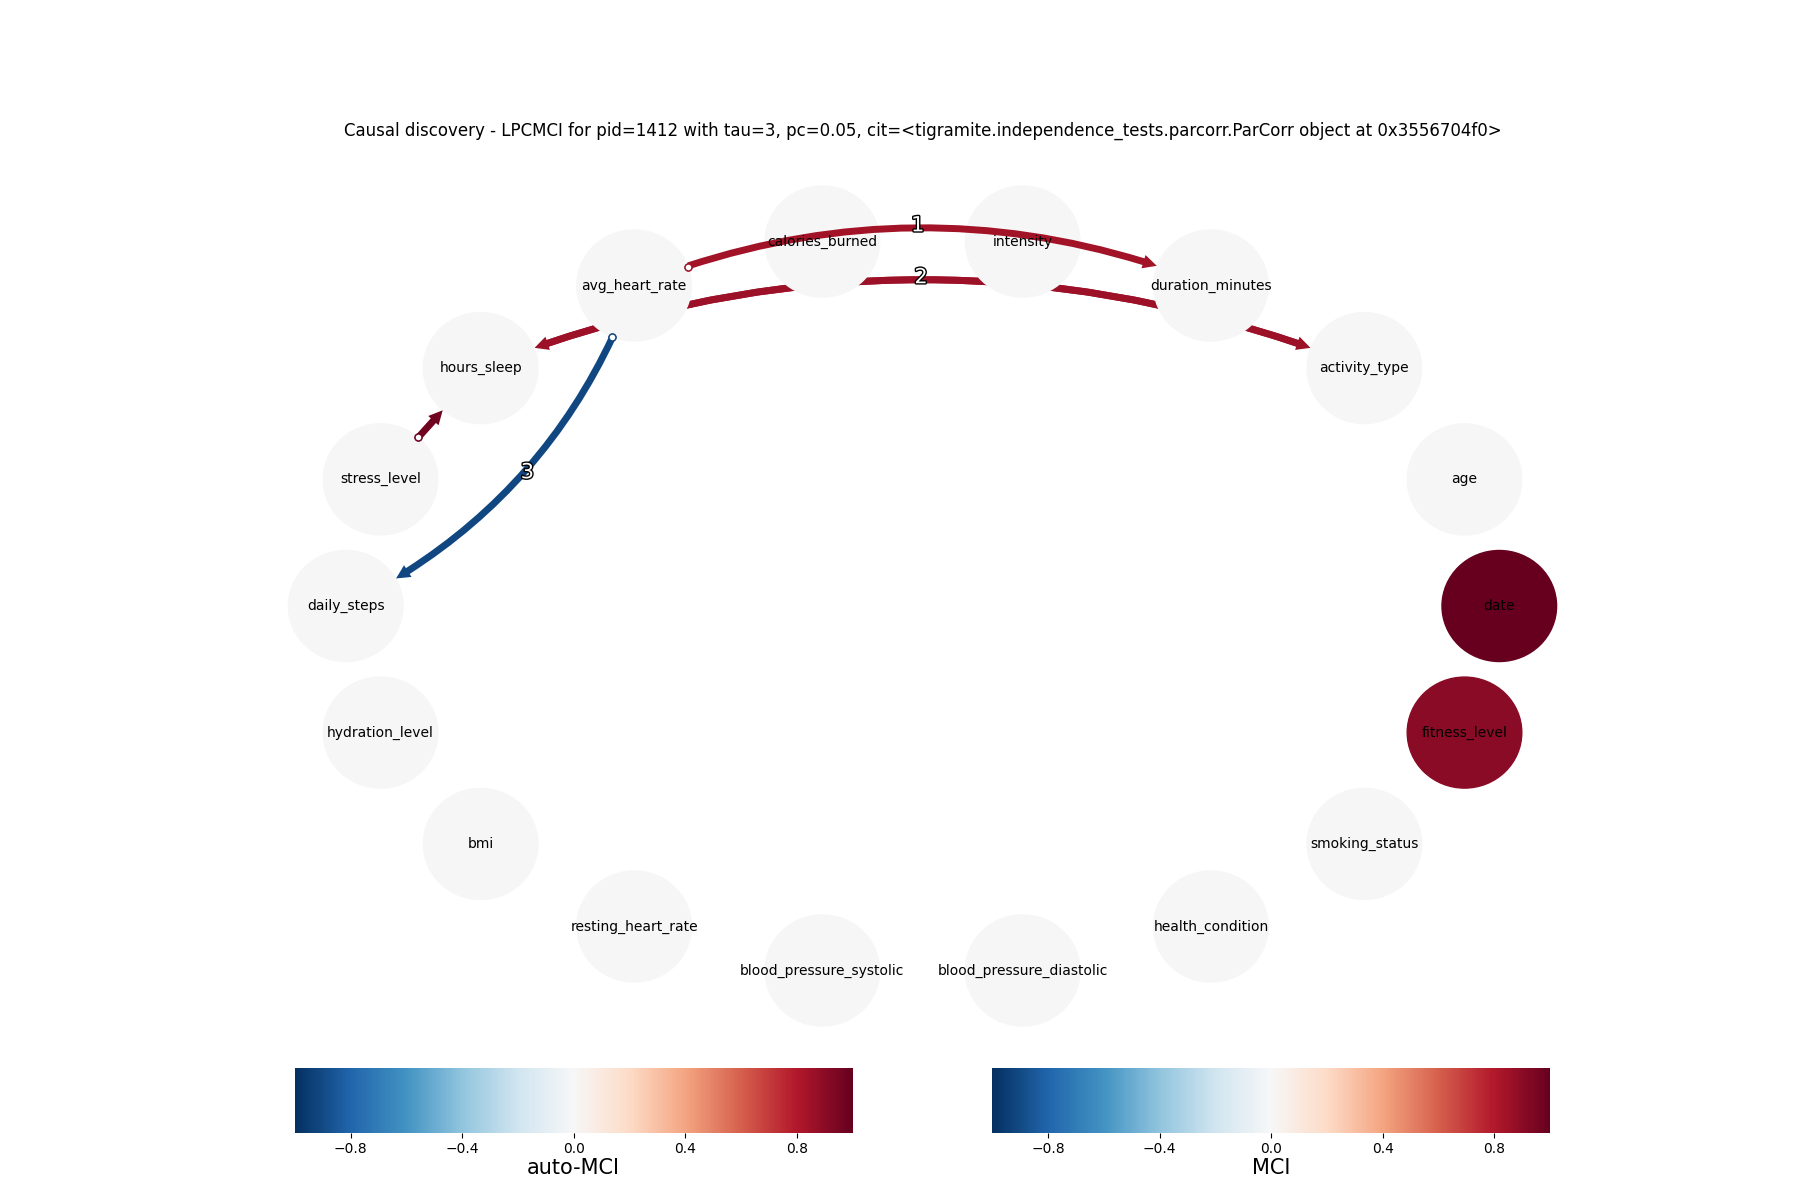 Causal discovery - LPCMCI for pid=1412 with tau=3, pc=0.05, cit=<tigramite.independence_tests.parcorr.ParCorr object at 0x3556704f0>
1
calories_burned
intensity
2
avg_heart_rate
duration_minutes
hours_sleep
activity_type
3
stress_level
age
daily_steps
date
hydration_level
fitness_level
bmi
smoking_status
resting_heart_rate
health_condition
blood_pressure_systolic
blood_pressure_diastolic
−0.8 −0.4 0.0 0.4 0.8
−0.8 −0.4 0.0 0.4 0.8
auto-MCI
MCI